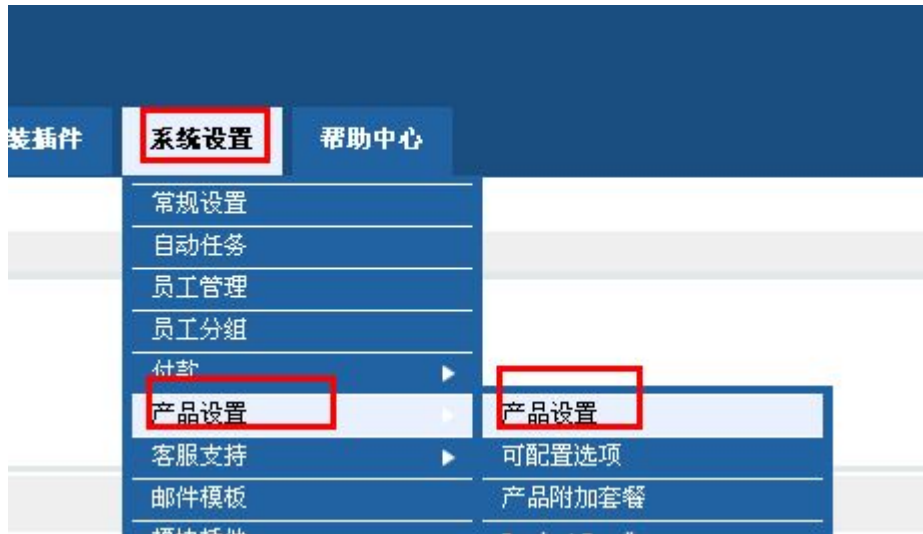 装插件 系统设置 帮助中心
常规设置
自动任务
员工管理
员工分组
付款
产品设置 产品设置
客服支持 可配置选项
邮件模板 产品附加套餐